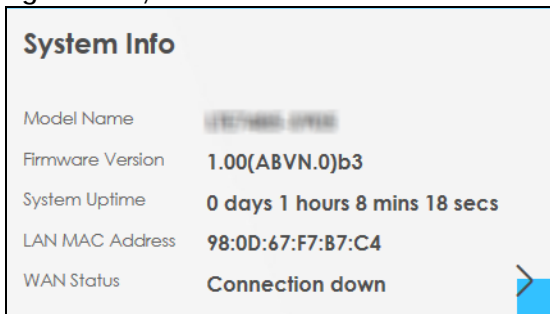 System Info
Model Name
Firmware Version 1.00(ABVN.0)b3
System Uptime 0 days 1 hours 8 mins 18 secs
LAN MAC Address 98:0D:67:F7:B7:C4
WAN Status Connection down